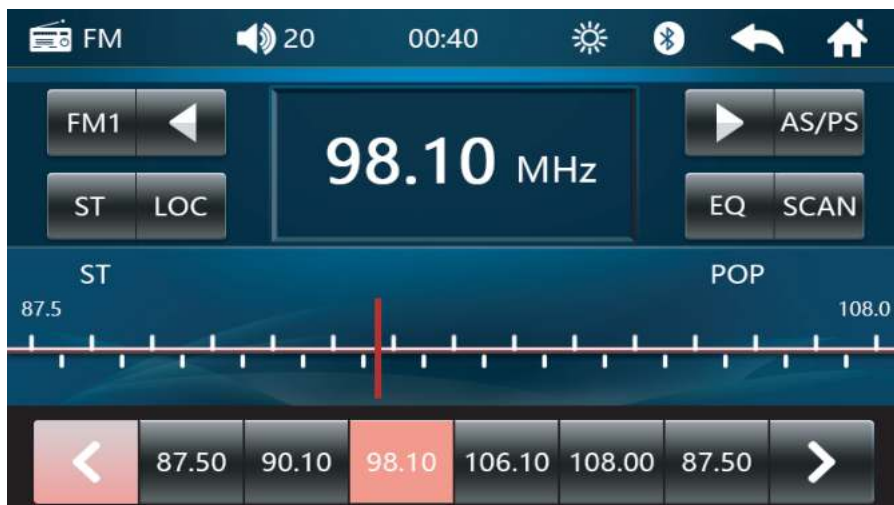 FM 20 00:40
FM1 98.10 MHz AS/PS
ST LOC EQ SCAN
ST POP
87.5 108.0
87.50 90.10 98.10 106.10 108.00 87.50